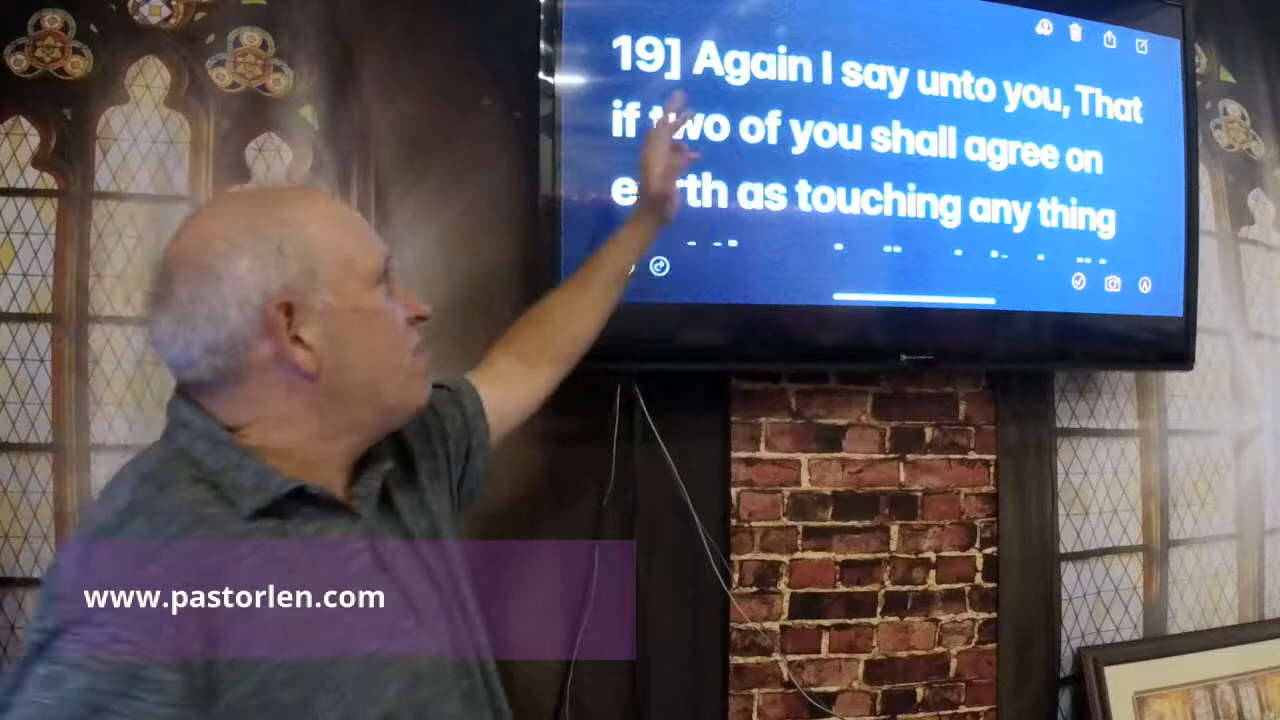 19] Again I say unto you, That
if two of you shall agree on
earth as touching any thing
www.pastorlen.com